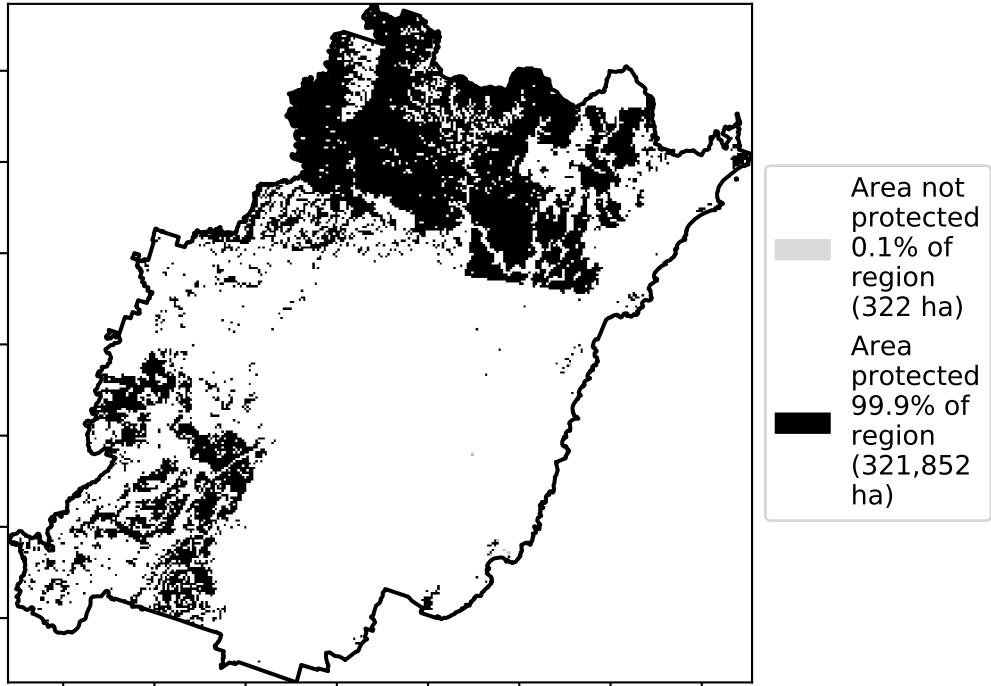 Area not
protected
0.1% of
region
(322 ha)
Area
protected
99.9% of
region
(321,852
ha)